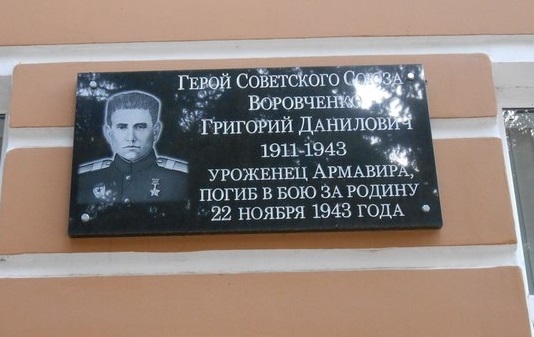 Герой Советского Союза
Воровченко
Григорий Данилович
1911-1943
уроженец Армавира,
погиб в бою за Родину
22 ноября 1943 года